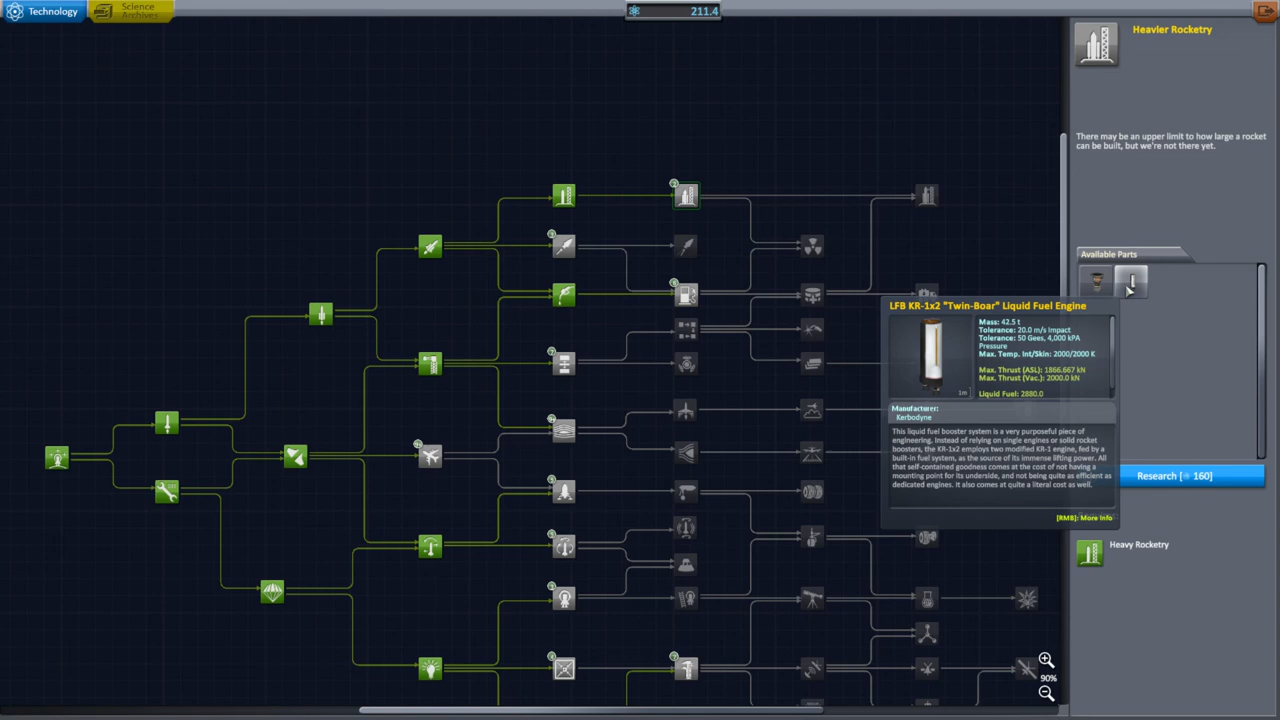 Technology
Science
Archives
211.4
Heavier Rocketry
There may be an upper limit to how large a rocket
can be built, but we're not there yet.
Available Parts
LFB KR-1x2 "Twin-Boar" Liquid Fuel Engine
Mass: 42.5 t
Tolerance: 20.0 m/s Impact
Tolerance: 50 Gees, 4,000 kPA
Pressure
Max. Temp. Int/Skin: 2000/2000 K
Max. Thrust (ASL): 1866.667 kN
Max. Thrust (Vac.): 2000.0 kN
Liquid Fuel: 2880.0
1m
Manufacturer:
Kerbodyne
This liquid fuel booster system is a very purposeful piece of
engineering. Instead of relying on single engines or solid rocket
boosters, the KR-1x2 employs two modified KR-1 engine, fed by a
built-in fuel system, as the source of its immense lifting power. All
that self-contained goodness comes at the cost of not having a
mounting point for its underside, and not being quite as efficient as
dedicated engines. It also comes at quite a literal cost as well.
[RMB]: More Info
Research [ 160]
Heavy Rocketry
90%